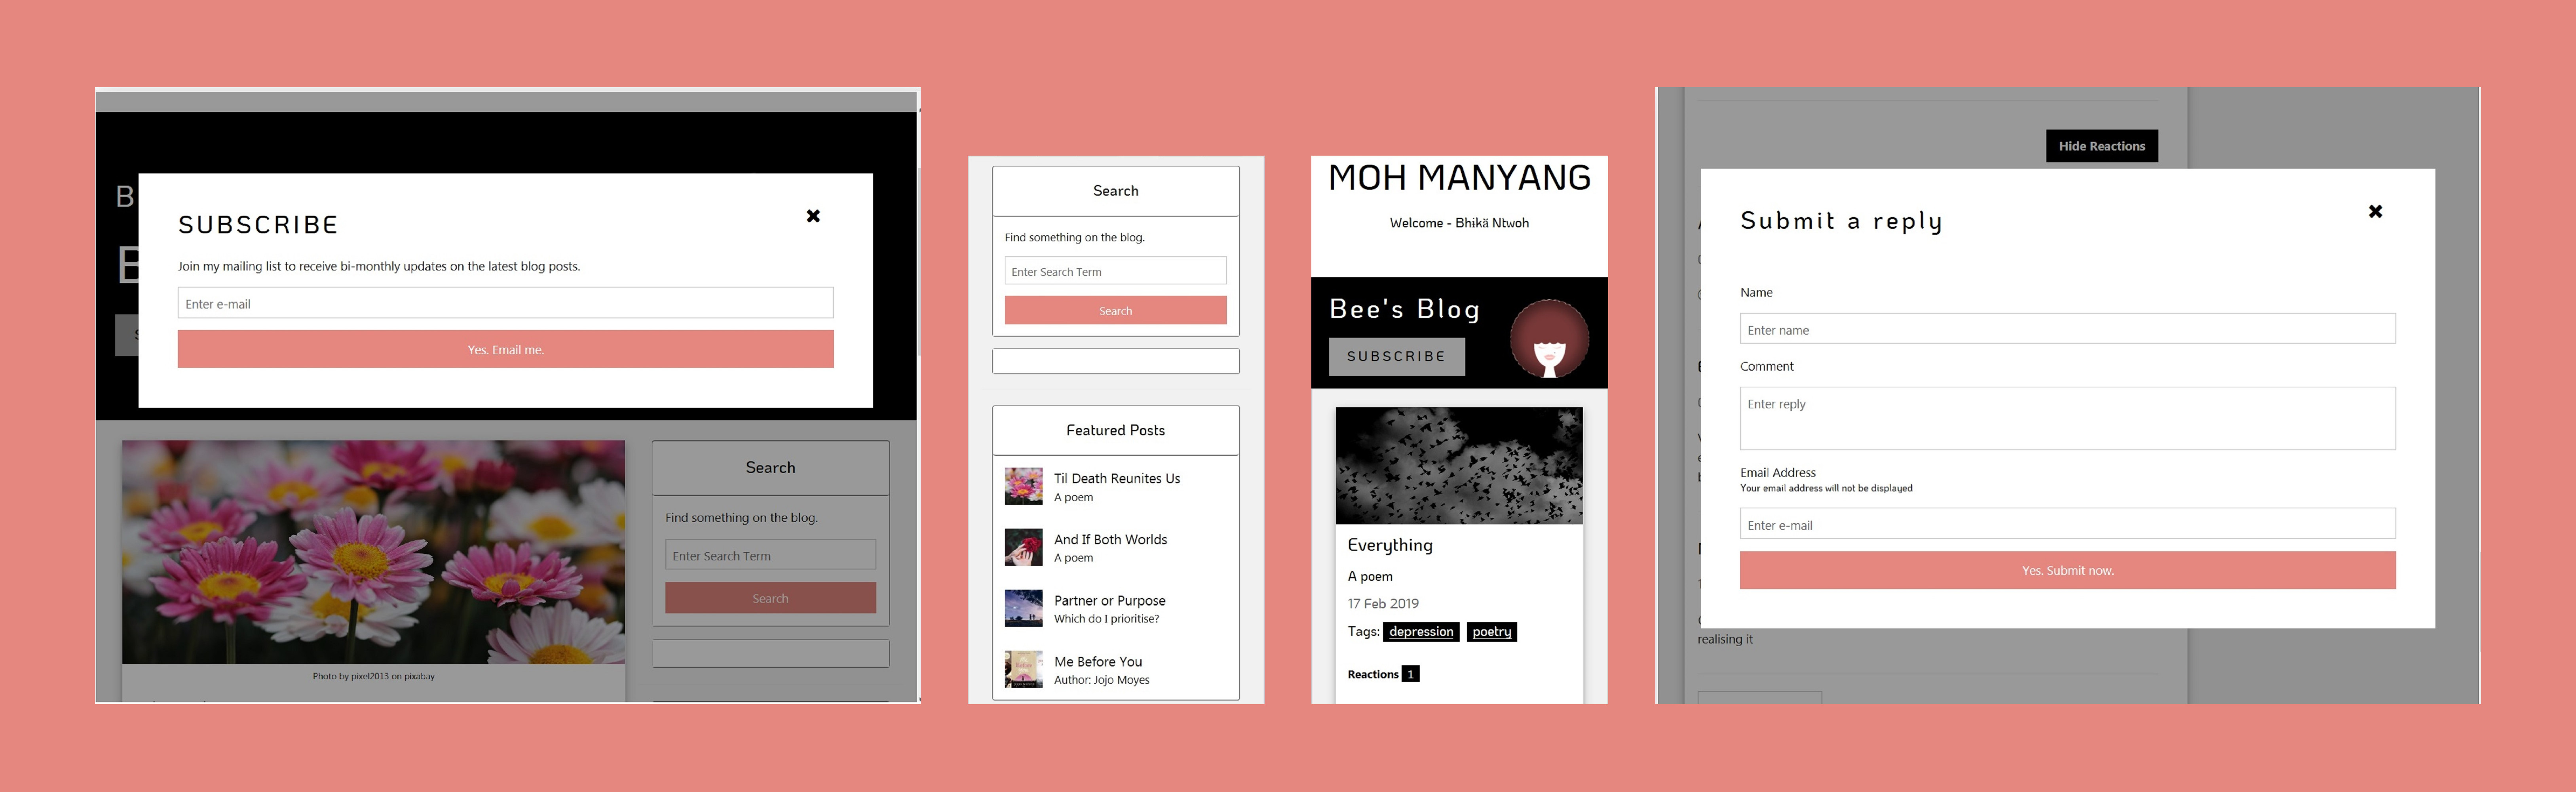 B
SUBSCRIBE
Join my mailing list to receive bi-monthly updates on the latest blog posts.
Enter e-mail
Yes. Email me.
B
S
Search
Find something on the blog.
Enter Search Term
Search
Photo by pixel2013 on pixabay
Search
Find something on the blog.
Enter Search Term
Search
Featured Posts
Til Death Reunites Us
A poem
And If Both Worlds
A poem
Partner or Purpose
Which do I prioritise?
Me Before You
Author: Jojo Moyes
MOH MANYANG
Welcome - Bhikä Ntwoh
Bee's Blog
SUBSCRIBE
Everything
A poem
17 Feb 2019
Tags: depression poetry
Reactions 1
Hide Reactions
Submit a reply
Name
Enter name
Comment
Enter reply
Email Address
Your email address will not be displayed
Enter e-mail
Yes. Submit now.
realising it